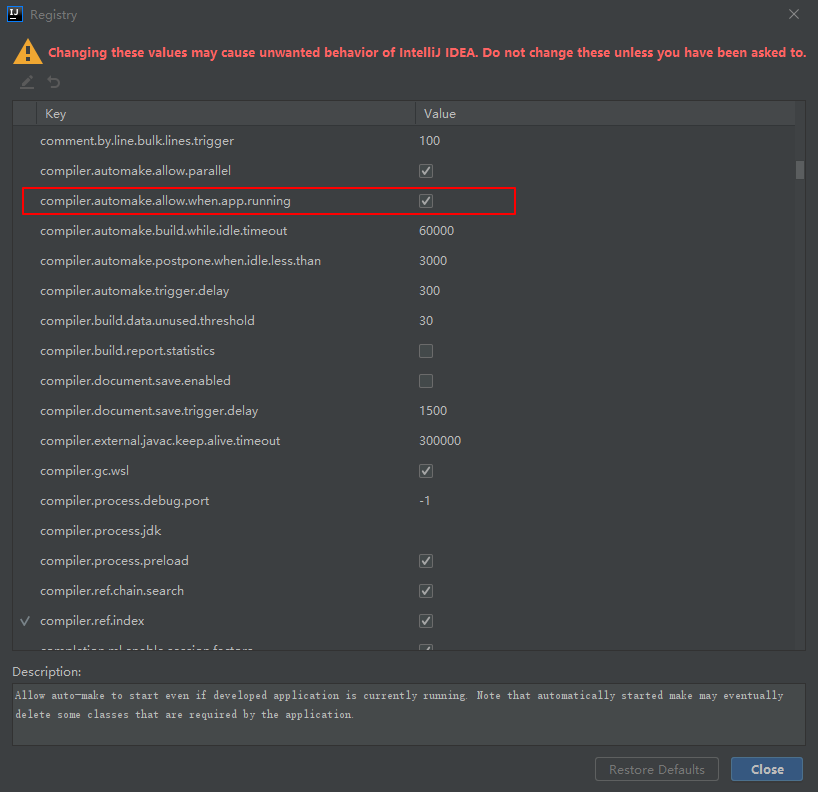 IJ Registry
Changing these values may cause unwanted behavior of IntelliJ IDEA. Do not change these unless you have been asked to.
Key Value
comment.by.line.bulk.lines.trigger 100
compiler.automake.allow.parallel
compiler.automake.allow.when.app.running
compiler.automake.build.while.idle.timeout 60000
compiler.automake.postpone.when.idle.less.than 3000
compiler.automake.trigger.delay 300
compiler.build.data.unused.threshold 30
compiler.build.report.statistics
compiler.document.save.enabled
compiler.document.save.trigger.delay 1500
compiler.external.javac.keep.alive.timeout 300000
compiler.gc.wsl
compiler.process.debug.port -1
compiler.process.jdk
compiler.process.preload
compiler.ref.chain.search
compiler.ref.index
completion.ml.enable.session.factors
Description:
Allow auto-make to start even if developed application is currently running. Note that automatically started make may eventually
delete some classes that are required by the application.
Restore Defaults Close